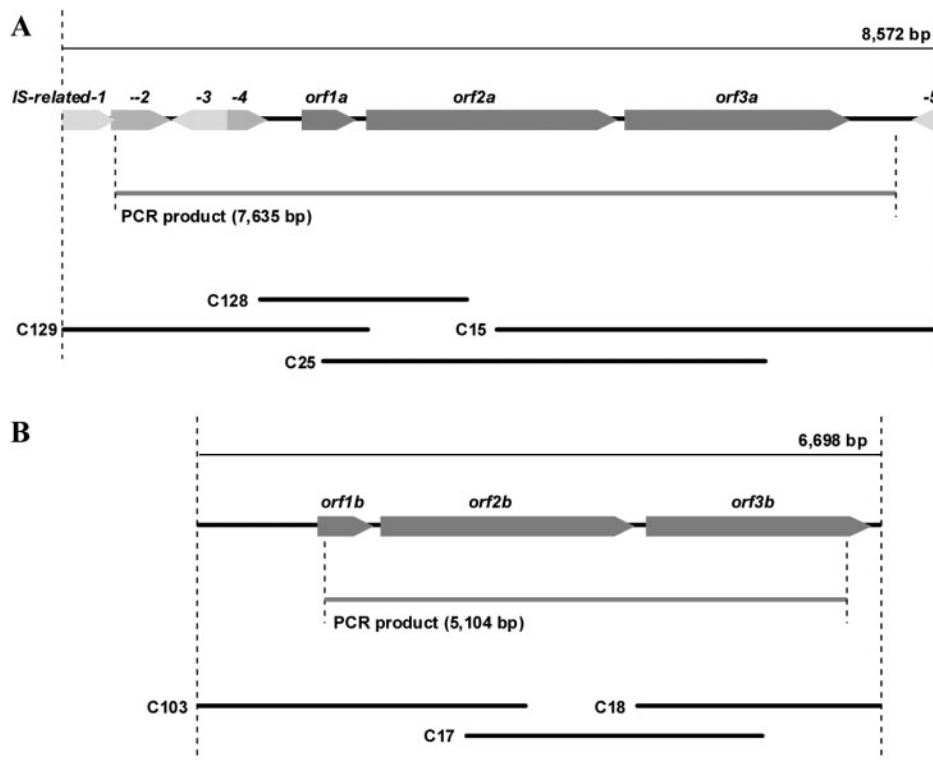 A
8,572 bp
IS-related-1 --2 -3 -4 orf1a orf2a orf3a -5
PCR product (7,635 bp)
C128
C129 C15
C25
B
6,698 bp
orf1b orf2b orf3b
PCR product (5,104 bp)
C103 C18
C17